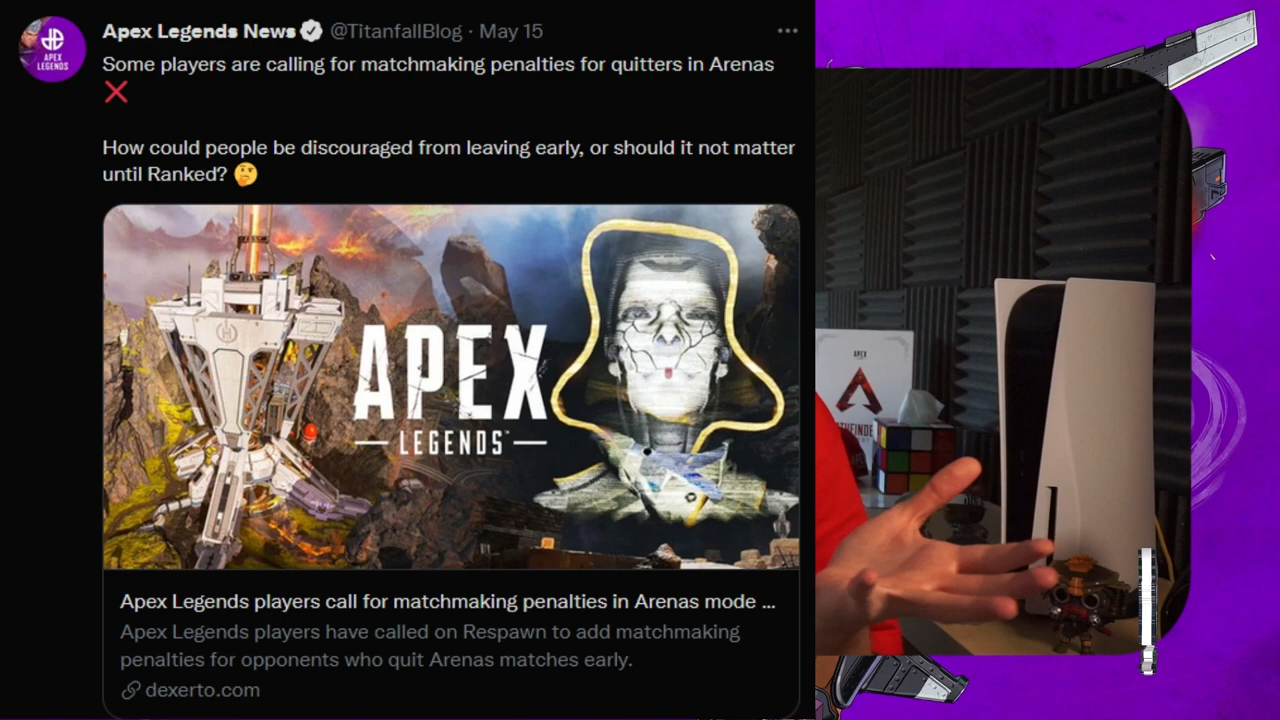 Apex Legends News @TitanfallBlog · May 15
Some players are calling for matchmaking penalties for quitters in Arenas
❌
How could people be discouraged from leaving early, or should it not matter
until Ranked? 🤔
APEX
LEGENDS
APEX
LEGENDS™
Apex Legends players call for matchmaking penalties in Arenas mode ...
Apex Legends players have called on Respawn to add matchmaking
penalties for opponents who quit Arenas matches early.
dexerto.com
APEX